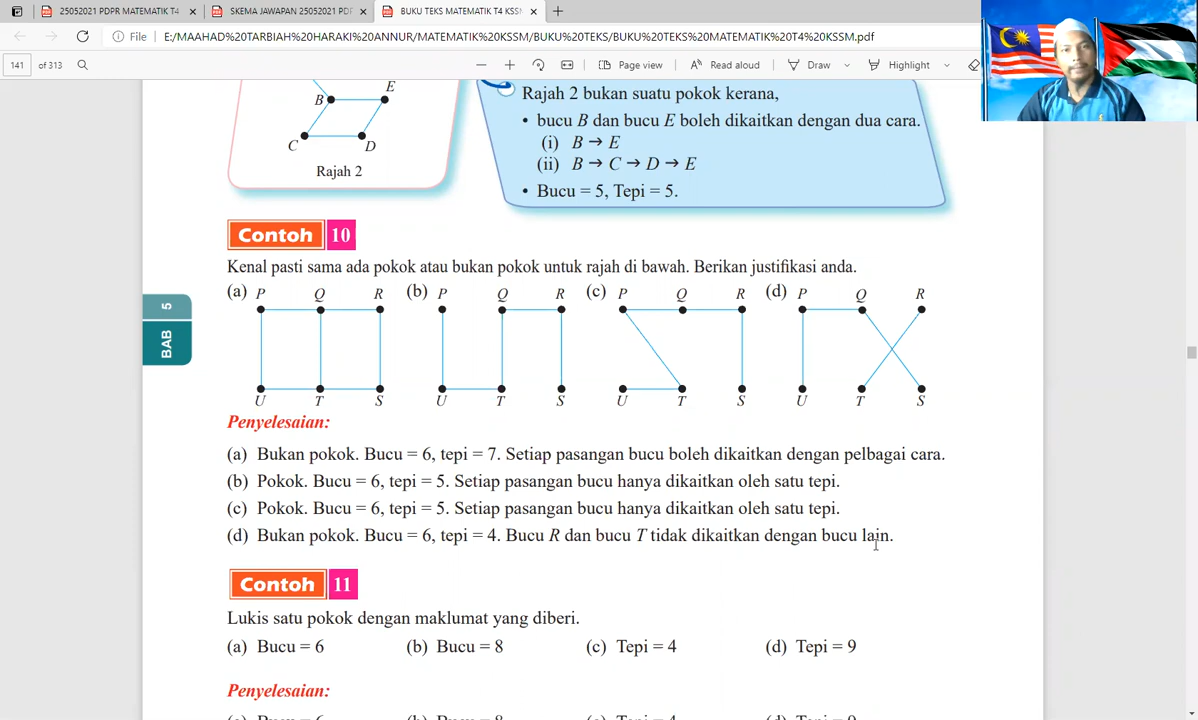 25052021 PDPR MATEMATIK T4
SKEMA JAWAPAN 25052021 PDF
BUKU TEKS MATEMATIK T4 KSSM
File
E:/MAAHAD%20TARBIAH%20HARAKI%20ANNUR/MATEMATIK%20KSSM/BUKU%20TEKS/BUKU%20TEKS%20MATEMATIK%20T4%20KSSM.pdf
141 of 313
Page view
Read aloud
Draw
Highlight
B E
C D
Rajah 2
Rajah 2 bukan suatu pokok kerana,
• bucu B dan bucu E boleh dikaitkan dengan dua cara.
(i) B → E
(ii) B → C → D → E
• Bucu = 5, Tepi = 5.
Contoh 10
Kenal pasti sama ada pokok atau bukan pokok untuk rajah di bawah. Berikan justifikasi anda.
(a) P Q R (b) P Q R (c) P Q R (d) P Q R
U T S U T S U T S U T S
5
BAB
Penyelesaian:
(a) Bukan pokok. Bucu = 6, tepi = 7. Setiap pasangan bucu boleh dikaitkan dengan pelbagai cara.
(b) Pokok. Bucu = 6, tepi = 5. Setiap pasangan bucu hanya dikaitkan oleh satu tepi.
(c) Pokok. Bucu = 6, tepi = 5. Setiap pasangan bucu hanya dikaitkan oleh satu tepi.
(d) Bukan pokok. Bucu = 6, tepi = 4. Bucu R dan bucu T tidak dikaitkan dengan bucu lain.
Contoh 11
Lukis satu pokok dengan maklumat yang diberi.
(a) Bucu = 6 (b) Bucu = 8 (c) Tepi = 4 (d) Tepi = 9
Penyelesaian: